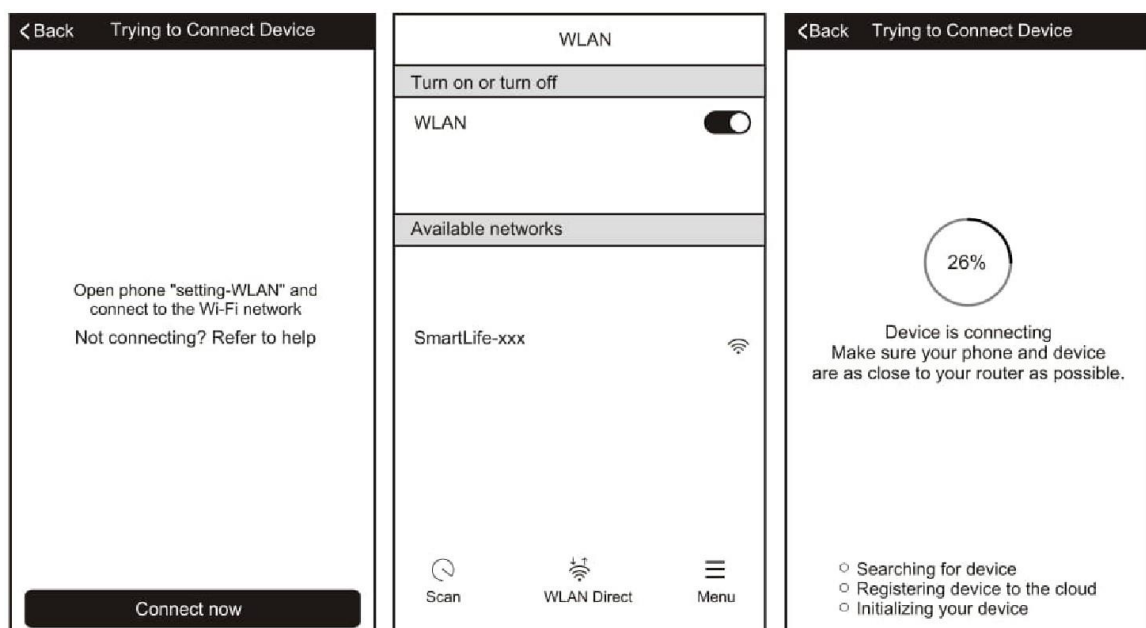 Back Trying to Connect Device
Open phone "setting-WLAN" and
connect to the Wi-Fi network
Not connecting? Refer to help
Connect now
WLAN
Turn on or turn off
WLAN
Available networks
SmartLife-xxx
Scan WLAN Direct Menu
Back Trying to Connect Device
26%
Device is connecting
Make sure your phone and device
are as close to your router as possible.
Searching for device
Registering device to the cloud
Initializing your device